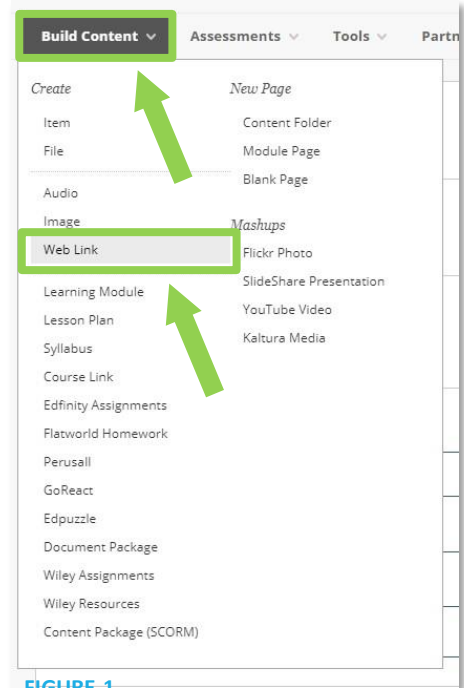 Build Content Assessments Tools Partn
Create
Item
File
Audio
Image
Web Link
Learning Module
Lesson Plan
Syllabus
Course Link
Edfinity Assignments
Flatworld Homework
Perusall
GoReact
Edpuzzle
Document Package
Wiley Assignments
Wiley Resources
Content Package (SCORM)
New Page
Content Folder
Module Page
Blank Page
Mashups
Flickr Photo
SlideShare Presentation
YouTube Video
Kaltura Media
FIGURE 1